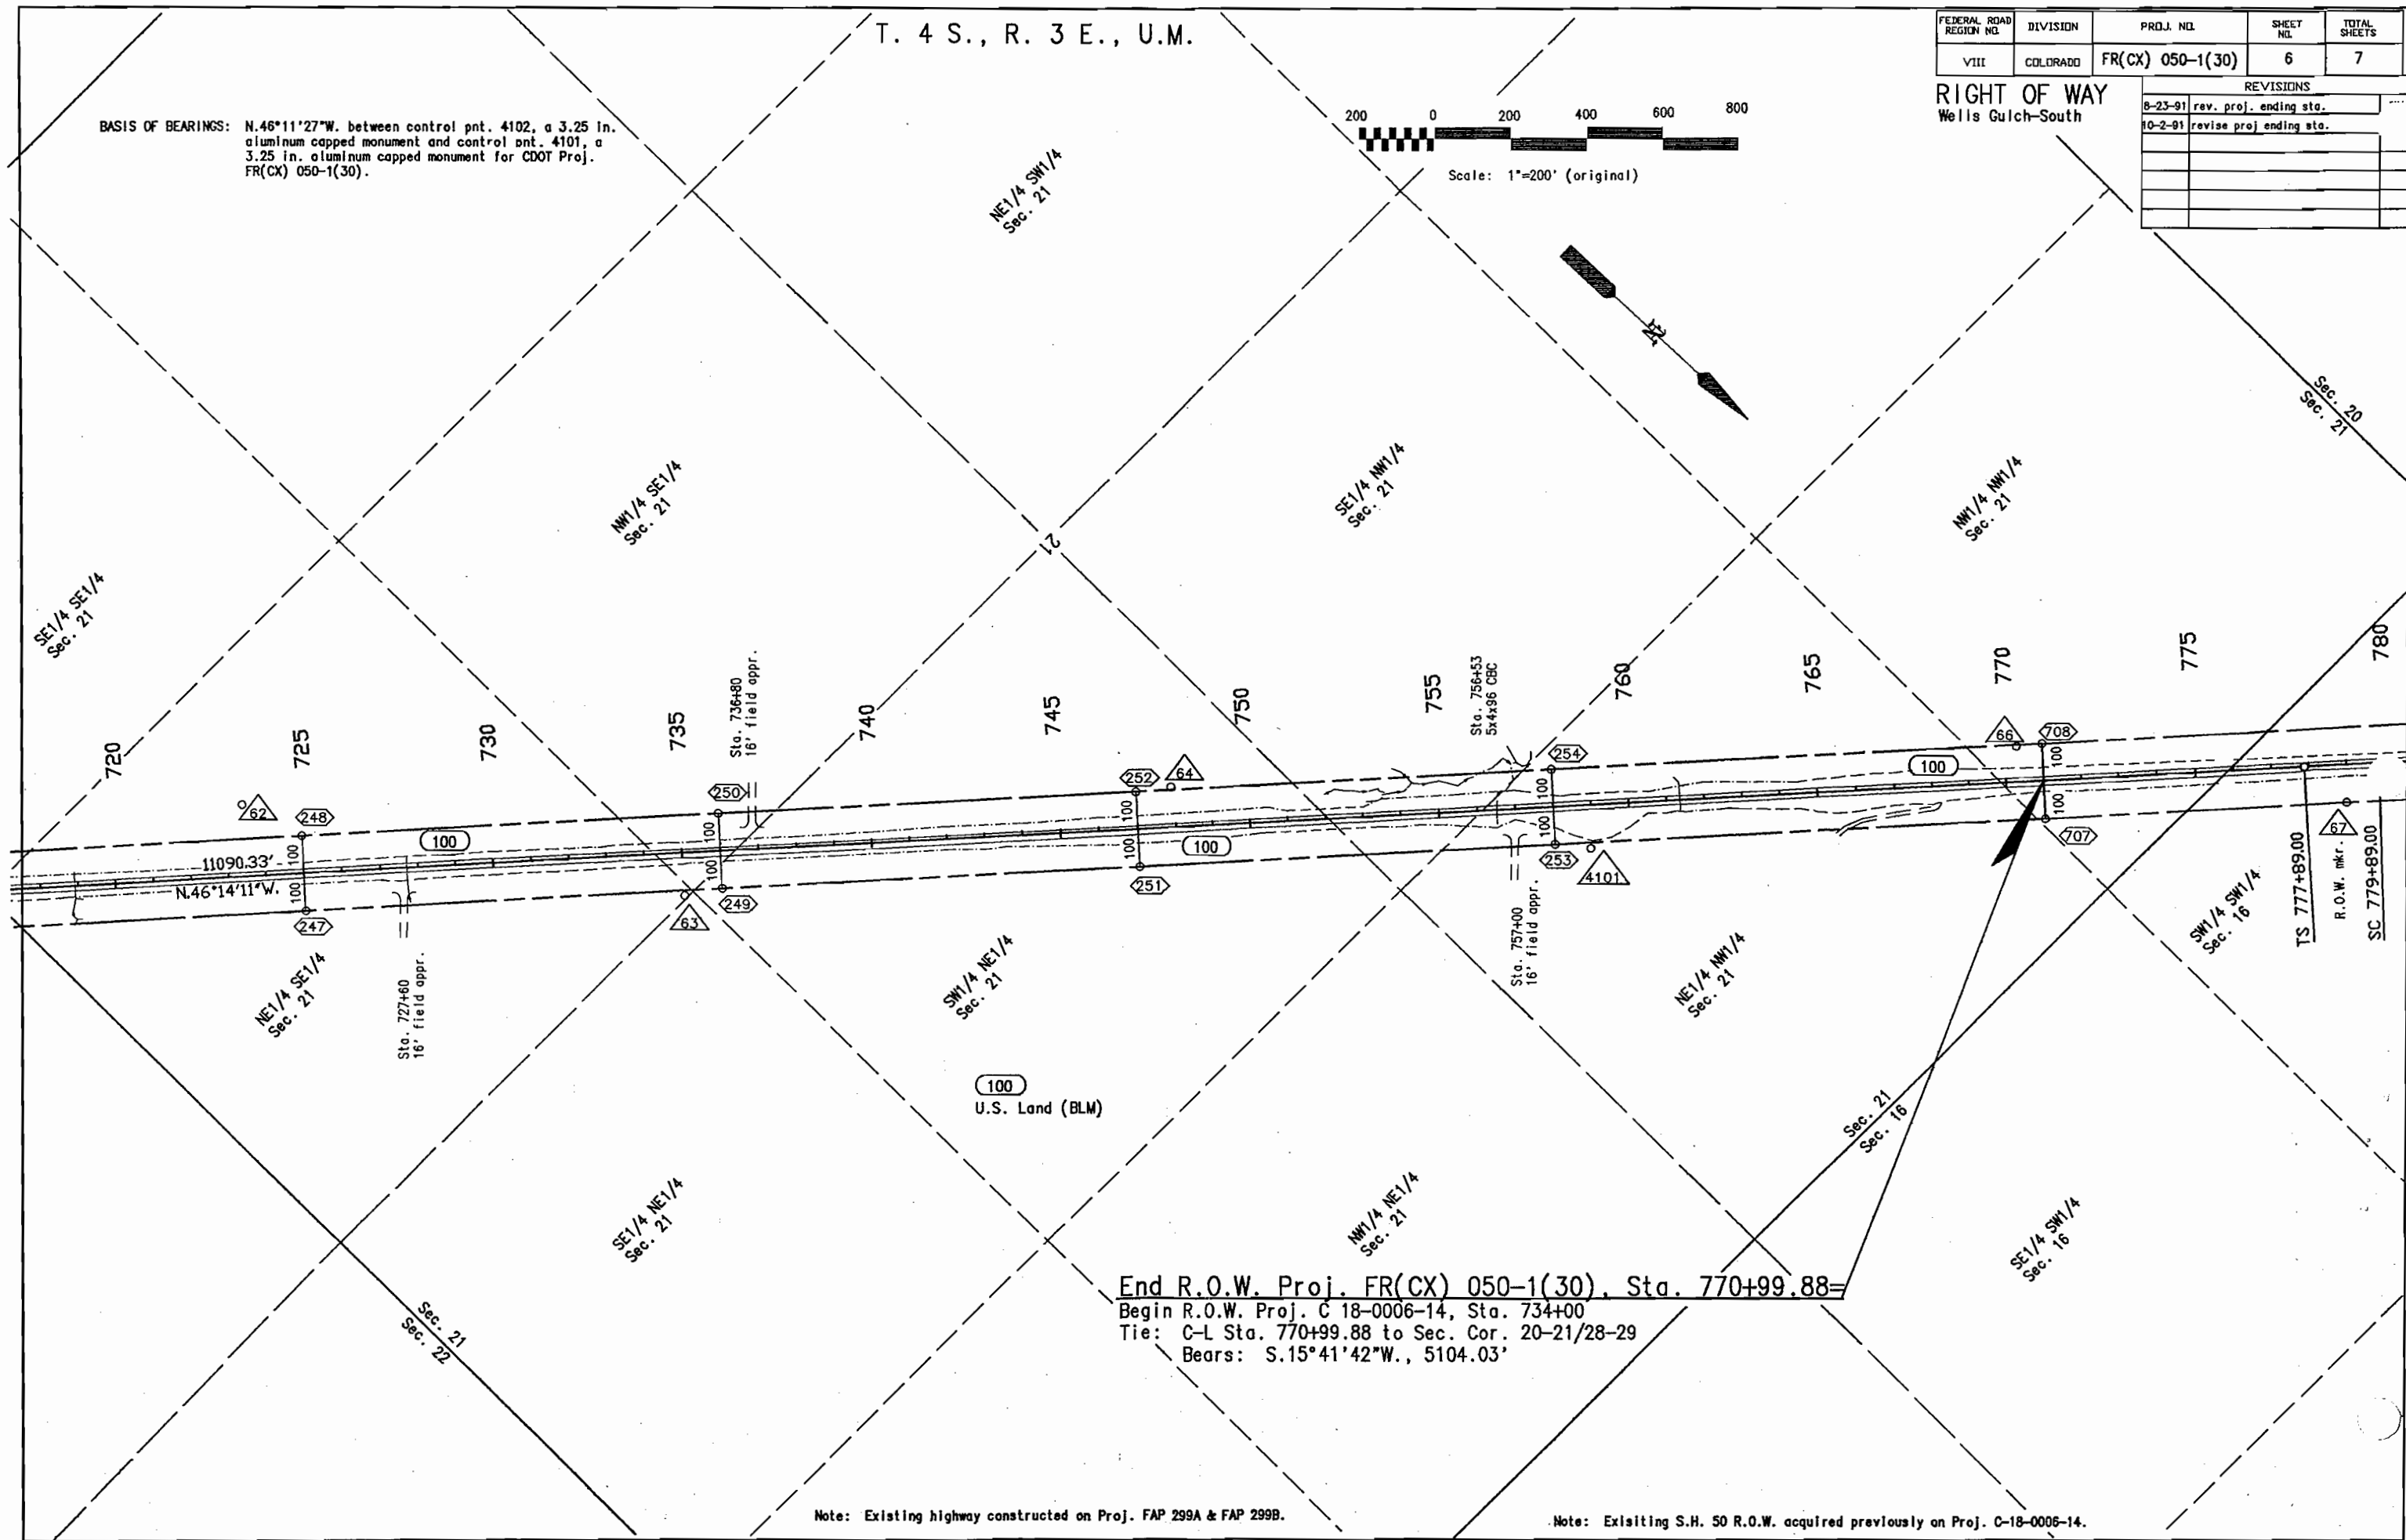 T. 4 S., R. 3 E., U.M.
FEDERAL ROAD REGION NO. DIVISION PROJ. NO. SHEET NO. TOTAL SHEETS
VIII COLORADO FR(CX) 050-1(30) 6 7
RIGHT OF WAY
Wells Gulch-South
REVISIONS
8-23-91 rev. proj. ending sta.
10-2-91 revise proj ending sta.
BASIS OF BEARINGS: N.46°11'27"W. between control pnt. 4102, a 3.25 in.
aluminum capped monument and control pnt. 4101, a
3.25 in. aluminum capped monument for CDOT Proj.
FR(CX) 050-1(30).
200 0 200 400 600 800
Scale: 1"=200' (original)
N
NE1/4 SW1/4
Sec. 21
Sec. 20
Sec. 21
NW1/4 SE1/4
Sec. 21
SE1/4 NW1/4
Sec. 21
NW1/4 NW1/4
Sec. 21
21
SE1/4 SE1/4
Sec. 21
720
725
730
735
740
745
750
755
760
765
770
775
780
Sta. 736+80
16' field appr.
Sta. 756+53
5x4x96 CBC
62
248
100
250
252
64
254
100
66
708
11090.33'
N.46°14'11"W.
100
100
100
100
100
100
100
100
100
100
100
247
63
249
251
253
4101
707
67
Sta. 727+60
16' field appr.
Sta. 757+00
16' field appr.
TS 777+89.00
R.O.W. mkr.
SC 779+89.00
NE1/4 SE1/4
Sec. 21
SW1/4 NE1/4
Sec. 21
NE1/4 NW1/4
Sec. 21
SW1/4 SW1/4
Sec. 16
100
U.S. Land (BLM)
Sec. 21
Sec. 16
SE1/4 NE1/4
Sec. 21
NW1/4 NE1/4
Sec. 21
SE1/4 SW1/4
Sec. 16
Sec. 21
Sec. 22
End R.O.W. Proj. FR(CX) 050-1(30), Sta. 770+99.88=
Begin R.O.W. Proj. C 18-0006-14, Sta. 734+00
Tie: C-L Sta. 770+99.88 to Sec. Cor. 20-21/28-29
Bears: S.15°41'42"W., 5104.03'
Note: Existing highway constructed on Proj. FAP 299A & FAP 299B.
Note: Exisiting S.H. 50 R.O.W. acquired previously on Proj. C-18-0006-14.